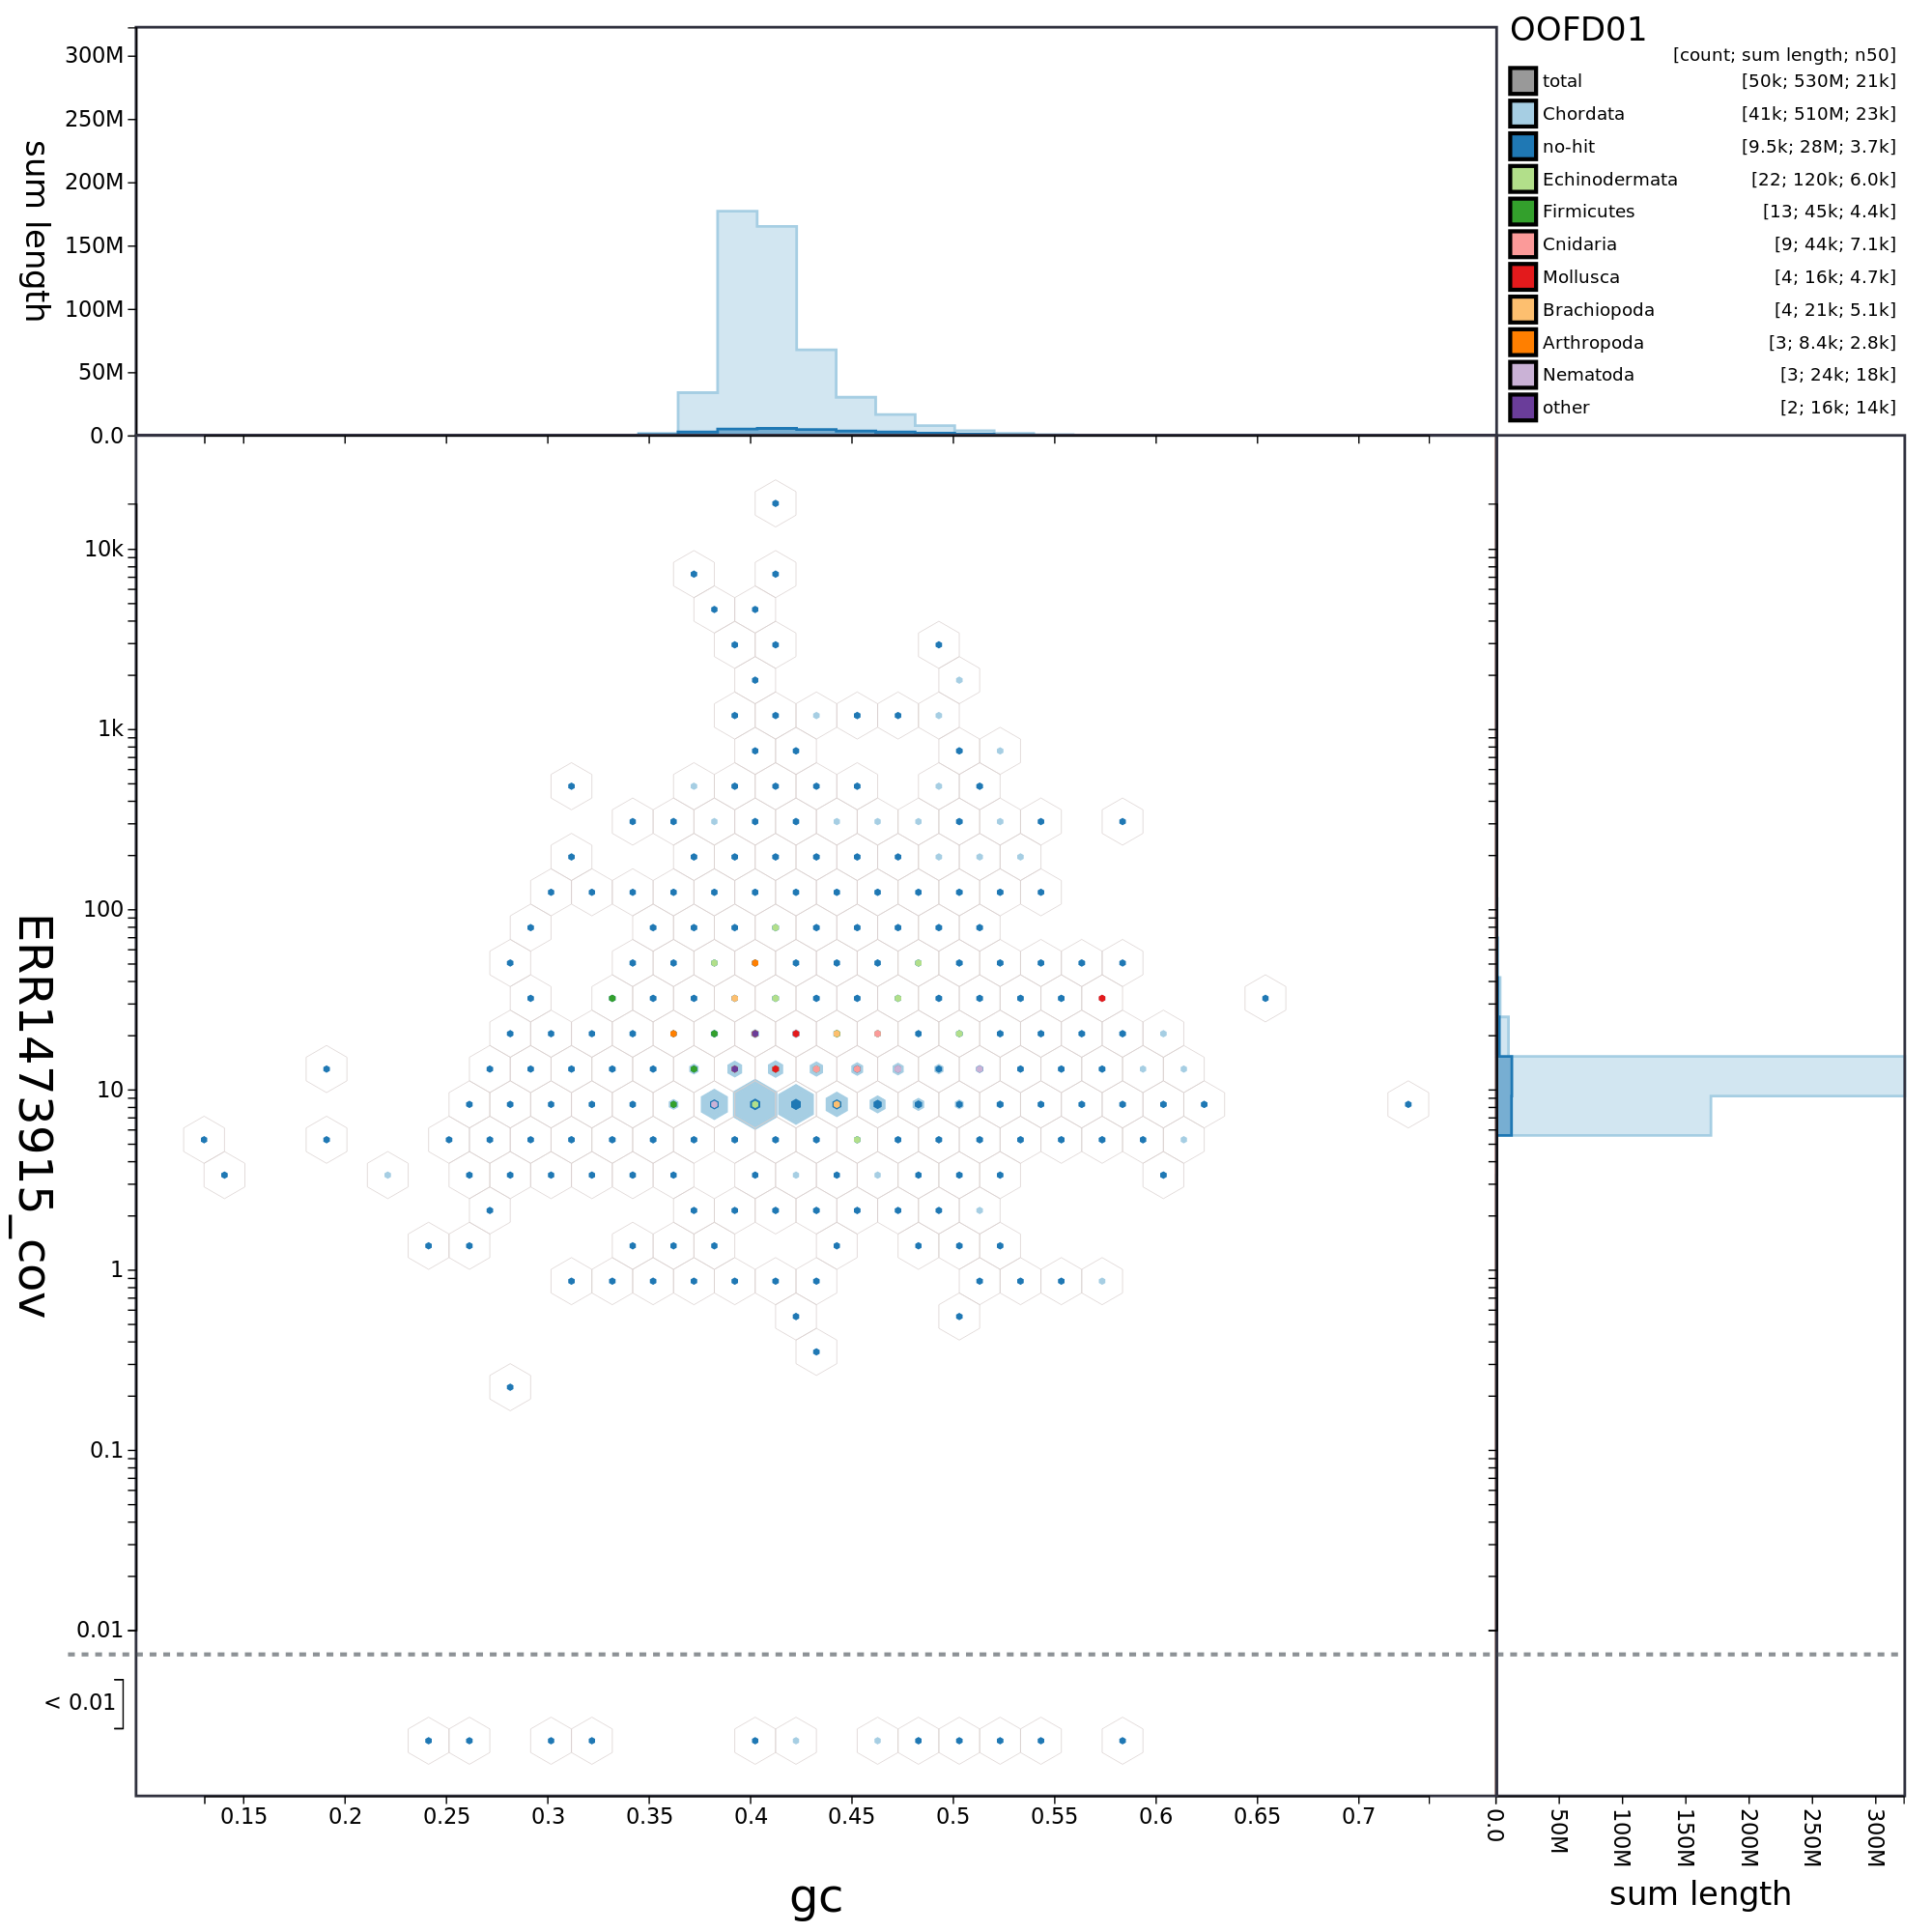 OOFD01
[count; sum length; n50]
total [50k; 530M; 21k]
Chordata [41k; 510M; 23k]
no-hit [9.5k; 28M; 3.7k]
Echinodermata [22; 120k; 6.0k]
Firmicutes [13; 45k; 4.4k]
Cnidaria [9; 44k; 7.1k]
Mollusca [4; 16k; 4.7k]
Brachiopoda [4; 21k; 5.1k]
Arthropoda [3; 8.4k; 2.8k]
Nematoda [3; 24k; 18k]
other [2; 16k; 14k]
sum length
300M
250M
200M
150M
100M
50M
0.0
ERR1473915_cov
10k
1k
100
10
1
0.1
0.01
< 0.01
0.15 0.2 0.25 0.3 0.35 0.4 0.45 0.5 0.55 0.6 0.65 0.7
gc
0.0 50M 100M 150M 200M 250M 300M
sum length